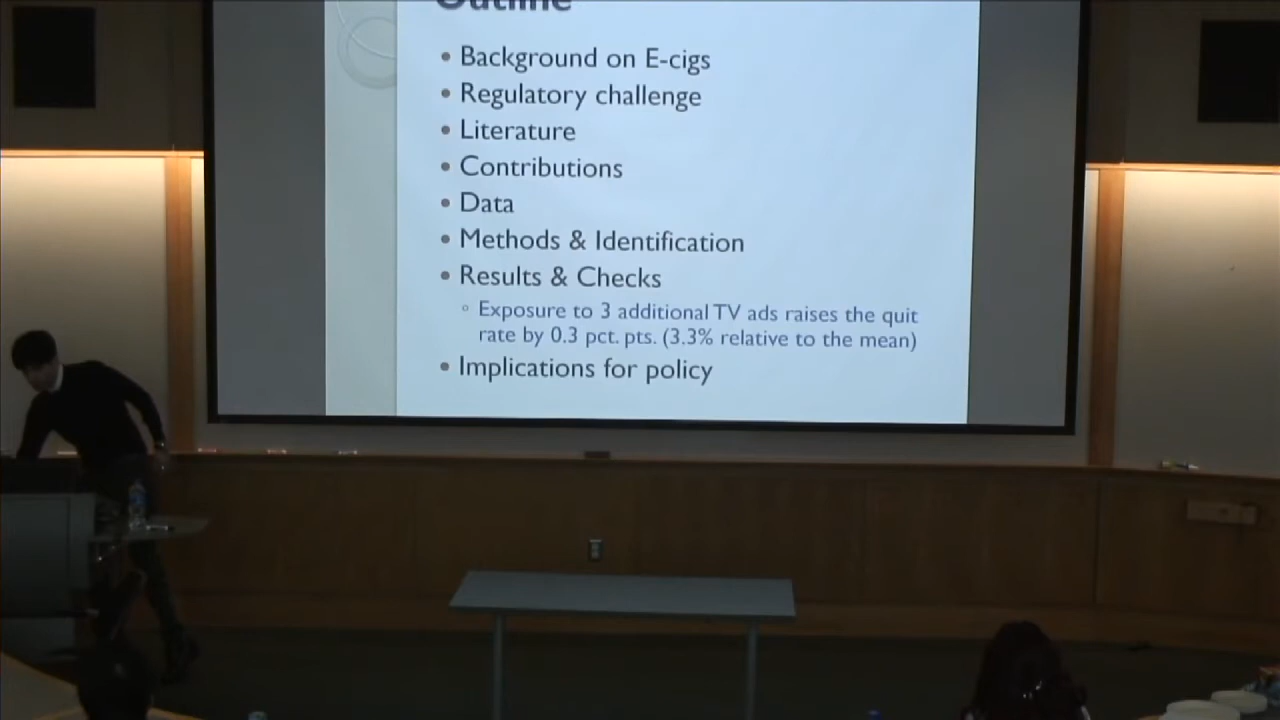 Outline
• Background on E-cigs
• Regulatory challenge
• Literature
• Contributions
• Data
• Methods & Identification
• Results & Checks
◦ Exposure to 3 additional TV ads raises the quit
rate by 0.3 pct. pts. (3.3% relative to the mean)
• Implications for policy